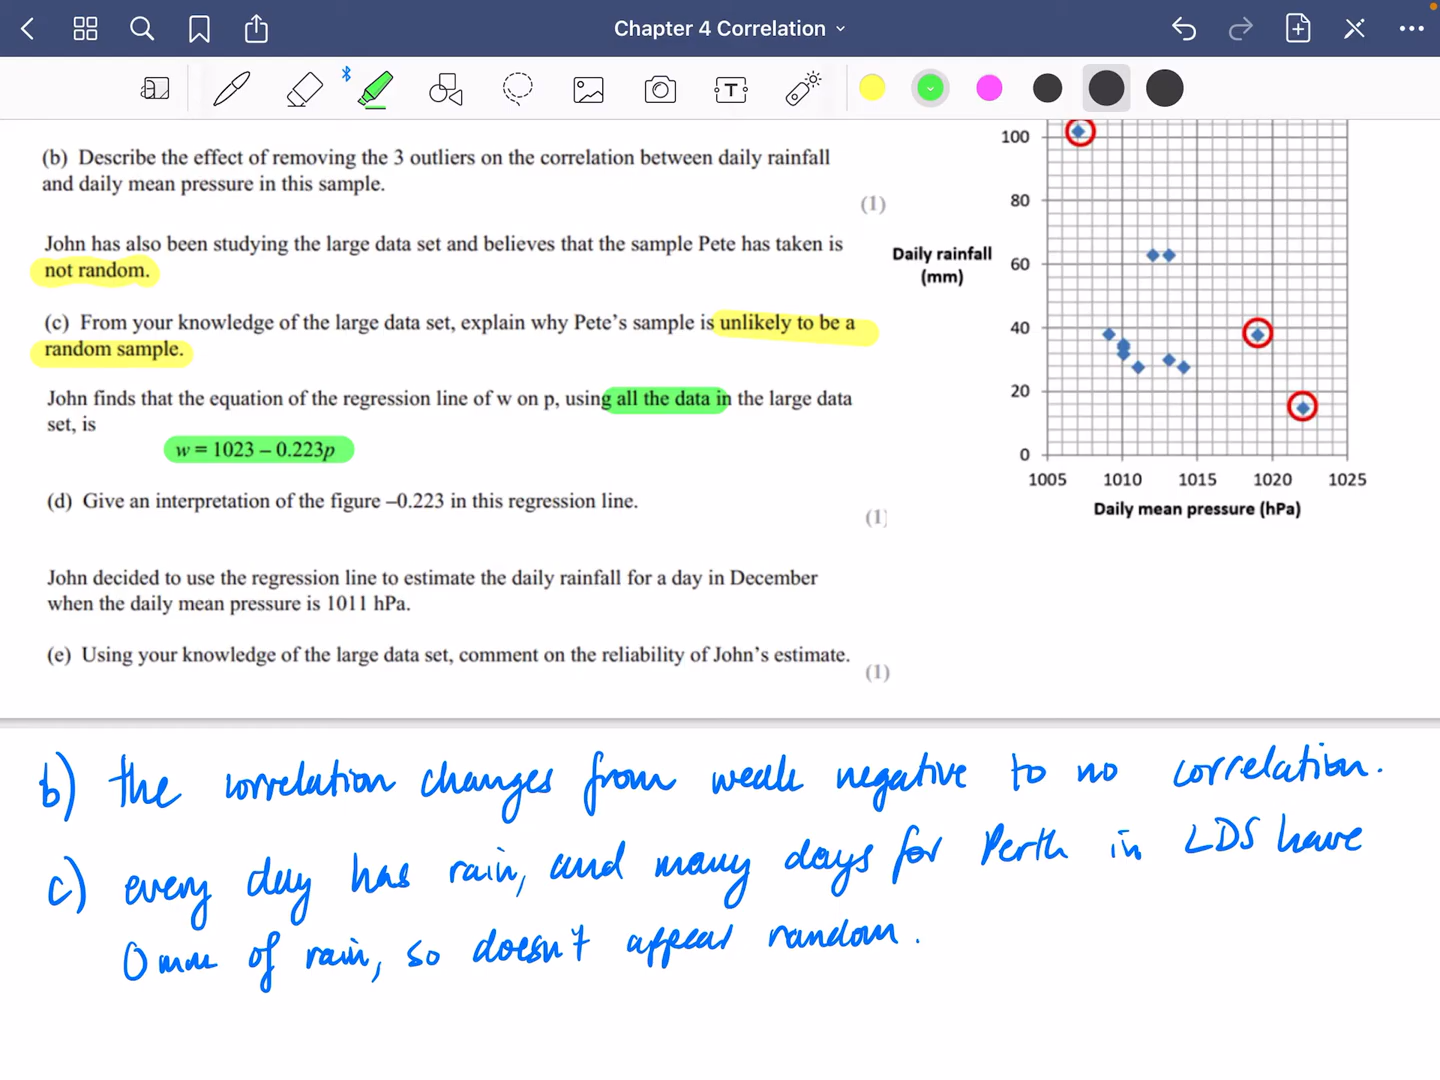 Chapter 4 Correlation
T
(b) Describe the effect of removing the 3 outliers on the correlation between daily rainfall
and daily mean pressure in this sample.
(1)
John has also been studying the large data set and believes that the sample Pete has taken is
not random.
(c) From your knowledge of the large data set, explain why Pete's sample is unlikely to be a
random sample.
John finds that the equation of the regression line of w on p, using all the data in the large data
set, is
w = 1023 – 0.223p
(d) Give an interpretation of the figure –0.223 in this regression line.
(1)
John decided to use the regression line to estimate the daily rainfall for a day in December
when the daily mean pressure is 1011 hPa.
(e) Using your knowledge of the large data set, comment on the reliability of John's estimate.
(1)
100
80
Daily rainfall
(mm)
60
40
20
0
1005 1010 1015 1020 1025
Daily mean pressure (hPa)
b) the correlation changes from weak negative to no correlation.
c) every day has rain, and many days for Perth in LDS have
0 mm of rain, so doesn't appear random.